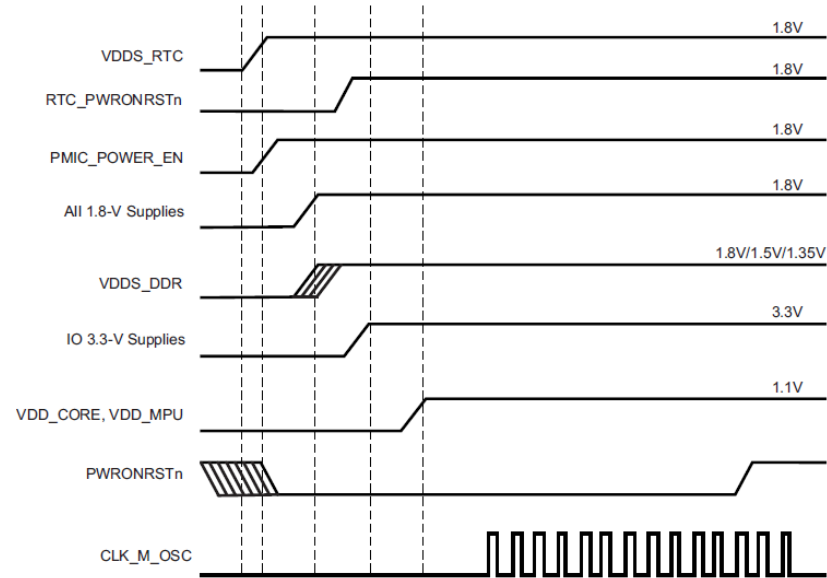 1.8V
VDDS_RTC
1.8V
RTC_PWRONRSTn
1.8V
PMIC_POWER_EN
1.8V
All 1.8-V Supplies
1.8V/1.5V/1.35V
VDDS_DDR
3.3V
IO 3.3-V Supplies
1.1V
VDD_CORE, VDD_MPU
PWRONRSTn
CLK_M_OSC